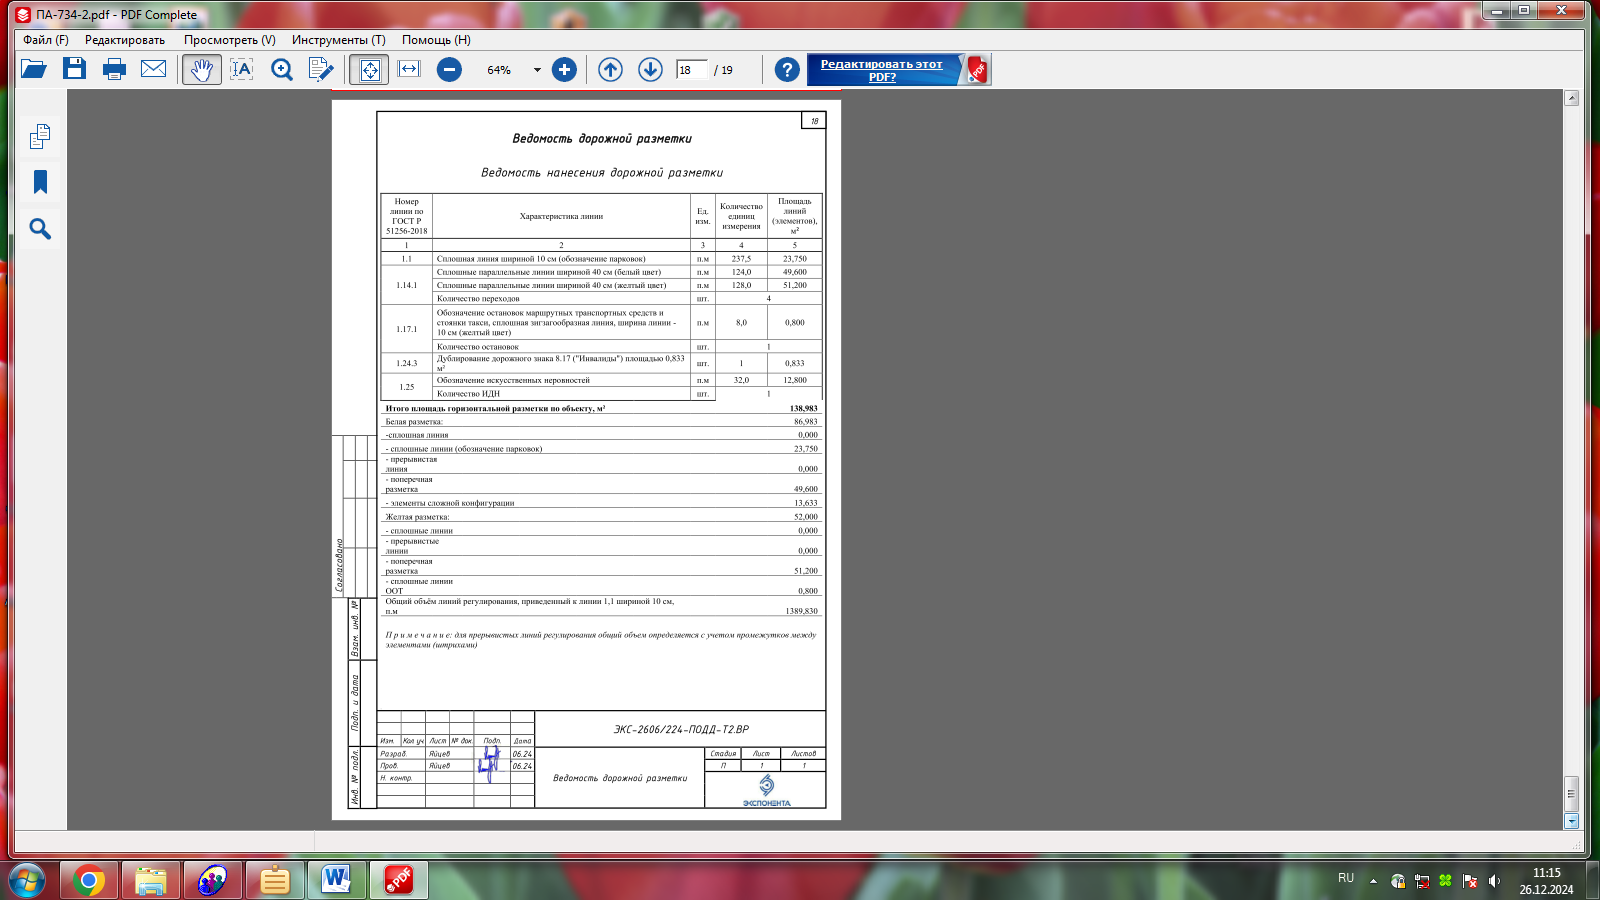 ПА-734-2.pdf - PDF Complete
Файл (F) Редактировать Просмотреть (V) Инструменты (T) Помощь (H)
64% 18 / 19 Редактировать этот
PDF?
18
Ведомость дорожной разметки
Ведомость нанесения дорожной разметки
Номер линии по ГОСТ Р 51256-2018 Характеристика линии Ед. изм. Количество единиц измерения Площадь линий (элементов), м²
1 2 3 4 5
1.1 Сплошная линия шириной 10 см (обозначение парковок) п.м 237,5 23,750
1.14.1 Сплошные параллельные линии шириной 40 см (белый цвет) п.м 124,0 49,600
Сплошные параллельные линии шириной 40 см (желтый цвет) п.м 128,0 51,200
Количество переходов шт. 4
1.17.1 Обозначение остановок маршрутных транспортных средств и
стоянки такси, сплошная зигзагообразная линия, ширина линии - п.м 8,0 0,800
10 см (желтый цвет)
Количество остановок шт. 1
1.24.3 Дублирование дорожного знака 8.17 ("Инвалиды") площадью 0,833
м² шт. 1 0,833
1.25 Обозначение искусственных неровностей п.м 32,0 12,800
Количество ИДН шт. 1
Итого площадь горизонтальной разметки по объекту, м² 138,983
Белая разметка: 86,983
-сплошная линия 0,000
- сплошные линии (обозначение парковок) 23,750
- прерывистая
линия 0,000
- поперечная
разметка 49,600
- элементы сложной конфигурации 13,633
Желтая разметка: 52,000
- сплошные линии 0,000
- прерывистые
линии 0,000
- поперечная
разметка 51,200
- сплошные линии
ООТ 0,800
Общий объём линий регулирования, приведенный к линии 1,1 шириной 10 см,
п.м 1389,830
П р и м е ч а н и е: для прерывистых линий регулирования общий объем определяется с учетом промежутков между
элементами (штрихами)
Согласовано
Взам. инв. №
Подп. и дата
Инв. № подл.
ЭКС-2606/224-ПОДД-Т2.ВР
Изм. Кол уч. Лист № док. Подп. Дата
Разраб. Яйцев 06.24
Пров. Яйцев 06.24
Н. контр.
Ведомость дорожной разметки
Стадия Лист Листов
П 1 1
ЭКСПОНЕНТА
RU 11:15
26.12.2024